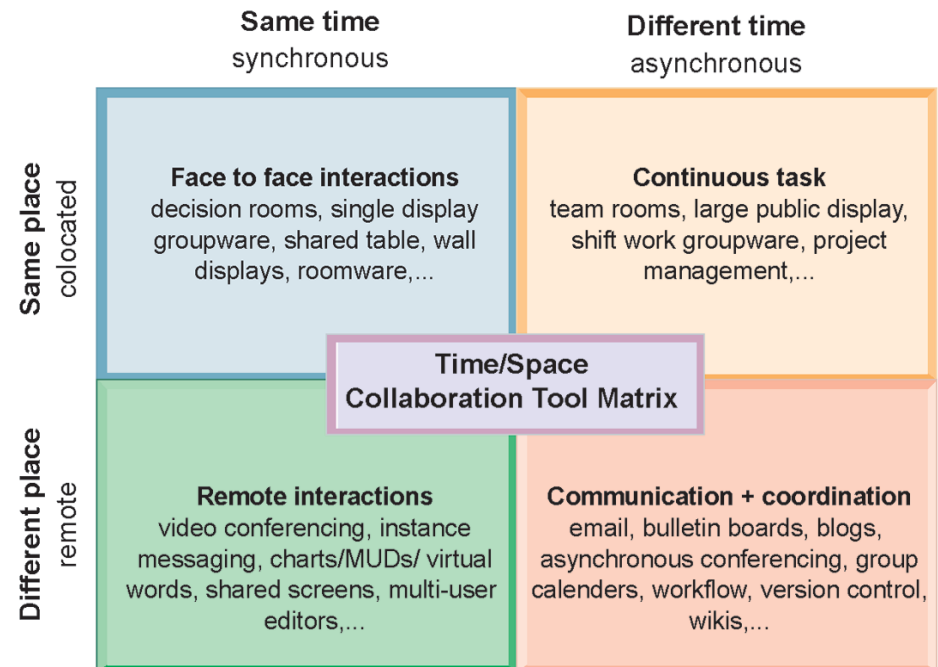 Same time
synchronous
Different time
asynchronous
Same place
colocated
Face to face interactions
decision rooms, single display
groupware, shared table, wall
displays, roomware,...
Continuous task
team rooms, large public display,
shift work groupware, project
management,...
Time/Space
Collaboration Tool Matrix
Different place
remote
Remote interactions
video conferencing, instance
messaging, charts/MUDs/ virtual
words, shared screens, multi-user
editors,...
Communication + coordination
email, bulletin boards, blogs,
asynchronous conferencing, group
calenders, workflow, version control,
wikis,...